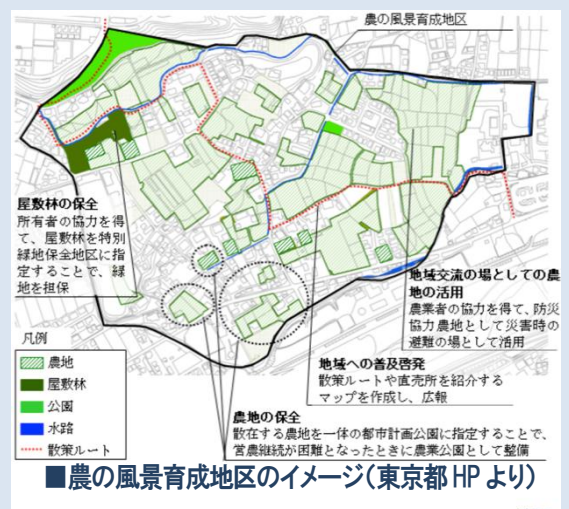 農の風景育成地区
屋敷林の保全
所有者の協力を得
て、屋敷林を特別
緑地保全地区に指
定することで、緑
地を担保
地域交流の場としての農
地の活用
農業者の協力を得て、防災
協力農地として災害時の
避難の場として活用
凡例
農地
屋敷林
公園
水路
散策ルート
地域への普及啓発
散策ルートや直売所を紹介する
マップを作成し、広報
農地の保全
散在する農地を一体の都市計画公園に指定することで、
営農継続が困難となったときに農業公園として整備
■農の風景育成地区のイメージ(東京都HPより)